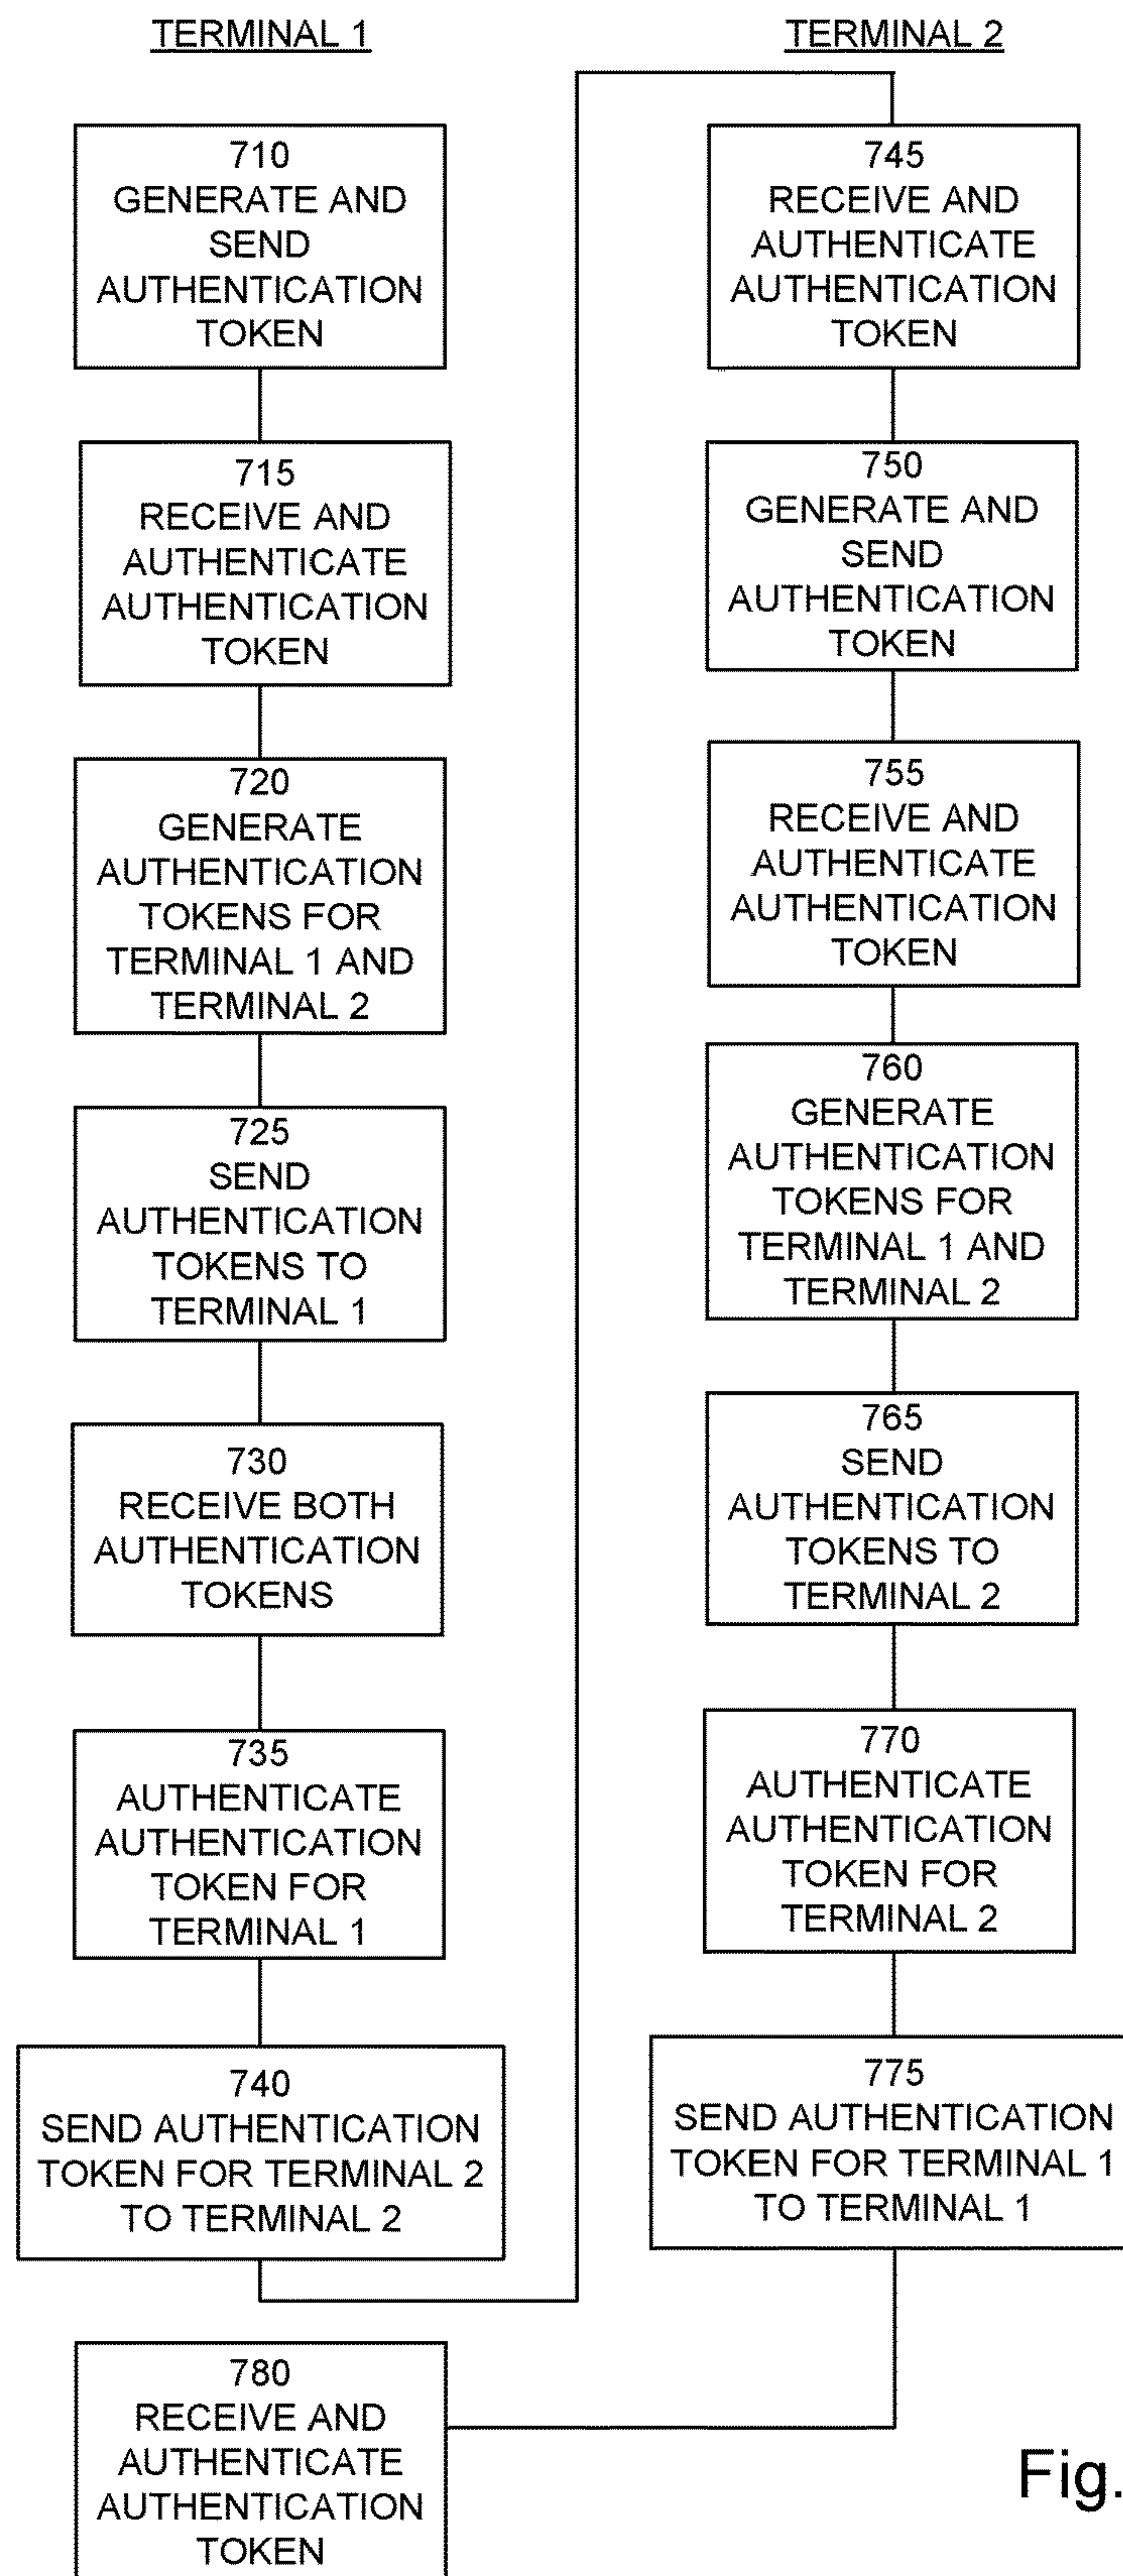 TERMINAL 1
710
GENERATE AND
SEND
AUTHENTICATION
TOKEN
715
RECEIVE AND
AUTHENTICATE
AUTHENTICATION
TOKEN
720
GENERATE
AUTHENTICATION
TOKENS FOR
TERMINAL 1 AND
TERMINAL 2
725
SEND
AUTHENTICATION
TOKENS TO
TERMINAL 1
730
RECEIVE BOTH
AUTHENTICATION
TOKENS
735
AUTHENTICATE
AUTHENTICATION
TOKEN FOR
TERMINAL 1
740
SEND AUTHENTICATION
TOKEN FOR TERMINAL 2
TO TERMINAL 2
TERMINAL 2
745
RECEIVE AND
AUTHENTICATE
AUTHENTICATION
TOKEN
750
GENERATE AND
SEND
AUTHENTICATION
TOKEN
755
RECEIVE AND
AUTHENTICATE
AUTHENTICATION
TOKEN
760
GENERATE
AUTHENTICATION
TOKENS FOR
TERMINAL 1 AND
TERMINAL 2
765
SEND
AUTHENTICATION
TOKENS TO
TERMINAL 2
770
AUTHENTICATE
AUTHENTICATION
TOKEN FOR
TERMINAL 2
775
SEND AUTHENTICATION
TOKEN FOR TERMINAL 1
TO TERMINAL 1
780
RECEIVE AND
AUTHENTICATE
AUTHENTICATION
TOKEN
Fig.